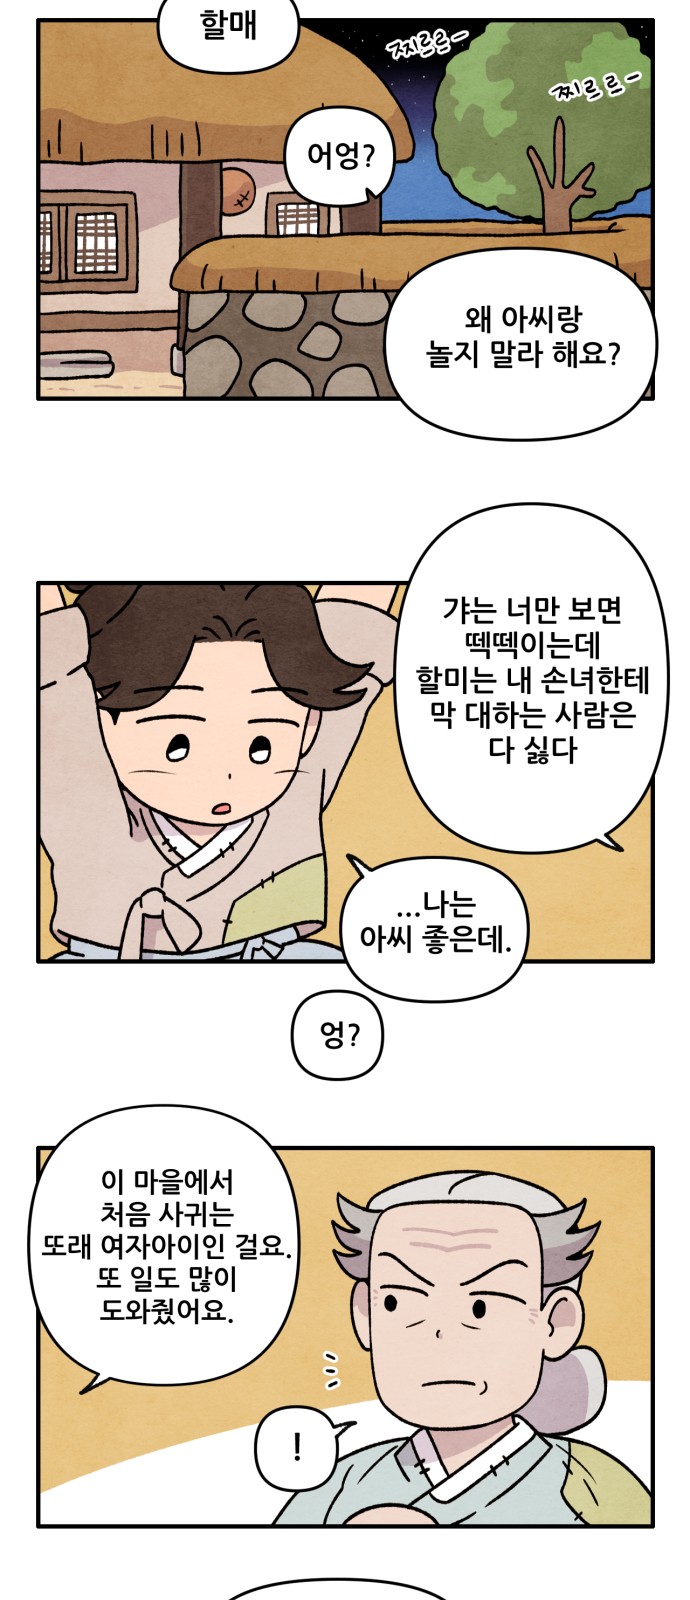 할매
찌르르ー
찌르르ー
어엉?
왜 아씨랑
놀지 말라 해요?
걔는 너만 보면
떽떽이는데
할미는 내 손녀한테
막 대하는 사람은
다 싫다
...나는
아씨 좋은데.
엉?
이 마을에서
처음 사귀는
또래 여자아이인 걸요.
또 일도 많이
도와줬어요.
!